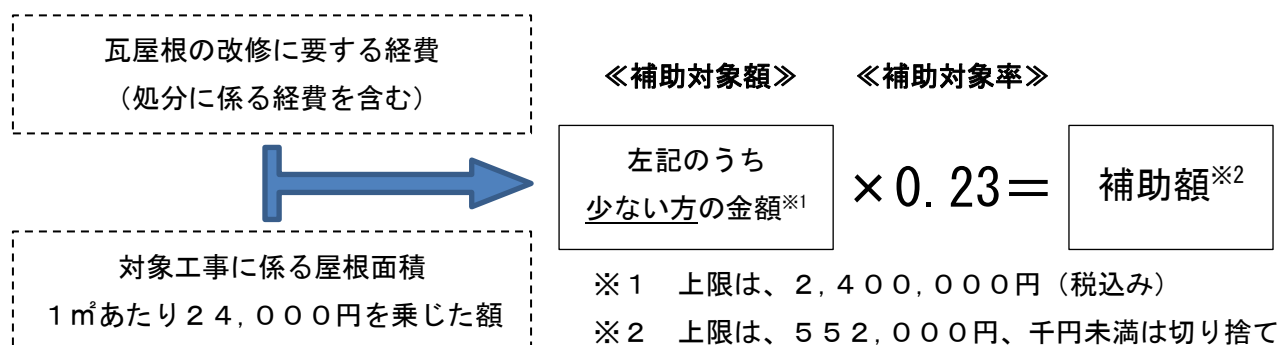 瓦屋根の改修に要する経費
（処分に係る経費を含む）
対象工事に係る屋根面積
1㎡あたり２４,０００円を乗じた額
≪補助対象額≫
左記のうち
少ない方の金額※1
≪補助対象率≫
×0.23＝
補助額※2
※１　上限は、２,４００,０００円（税込み）
※２　上限は、５５２,０００円、千円未満は切り捨て